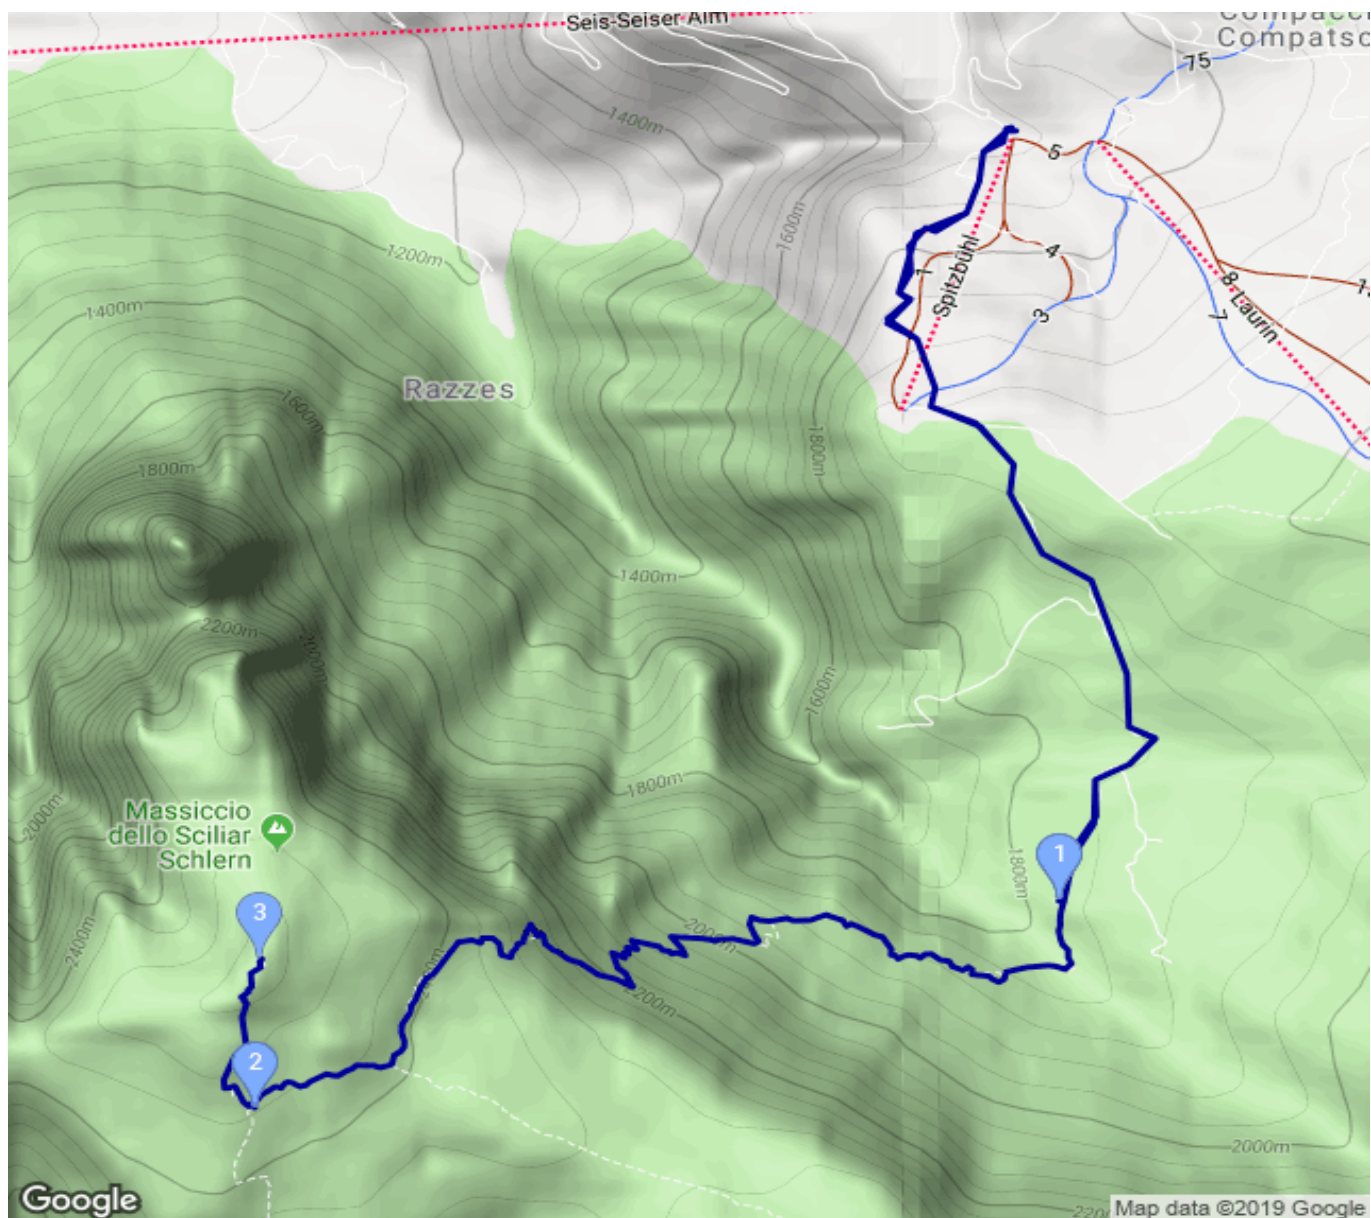 Seis-Seiser Alm
Compatsc
75
1400m
5
1600m
4
1
Spitzbühl
1200m
8
Laurin
3
7
1400m
Razzes
1600m
1800m
1800m
1400m
2200m
2000m
1600m
1800m
2000m
Massiccio
dello Sciliar
Schlern
1
1800m
3
2400m
2000m
2200m
2
2000m
Google
Map data ©2019 Google